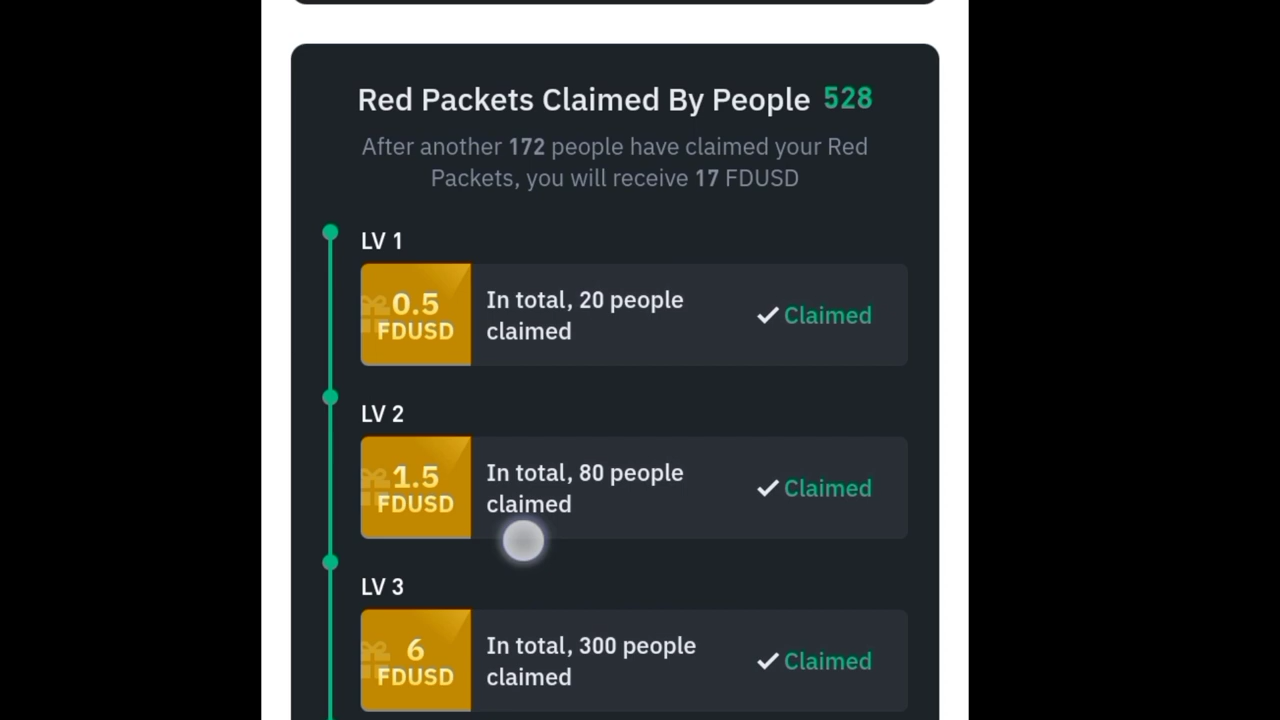 Red Packets Claimed By People 528
After another 172 people have claimed your Red
Packets, you will receive 17 FDUSD
LV 1
0.5
FDUSD
In total, 20 people
claimed
Claimed
LV 2
1.5
FDUSD
In total, 80 people
claimed
Claimed
LV 3
6
FDUSD
In total, 300 people
claimed
Claimed